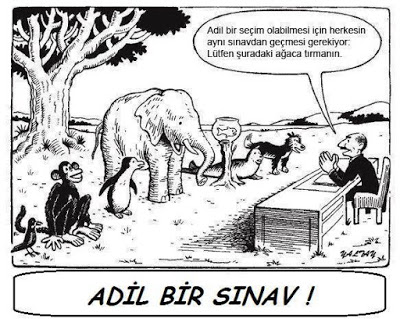 Adil bir seçim olabilmesi için herkesin
aynı sınavdan geçmesi gerekiyor:
Lütfen şuradaki ağaca tırmanın.
ADİL BİR SINAV !